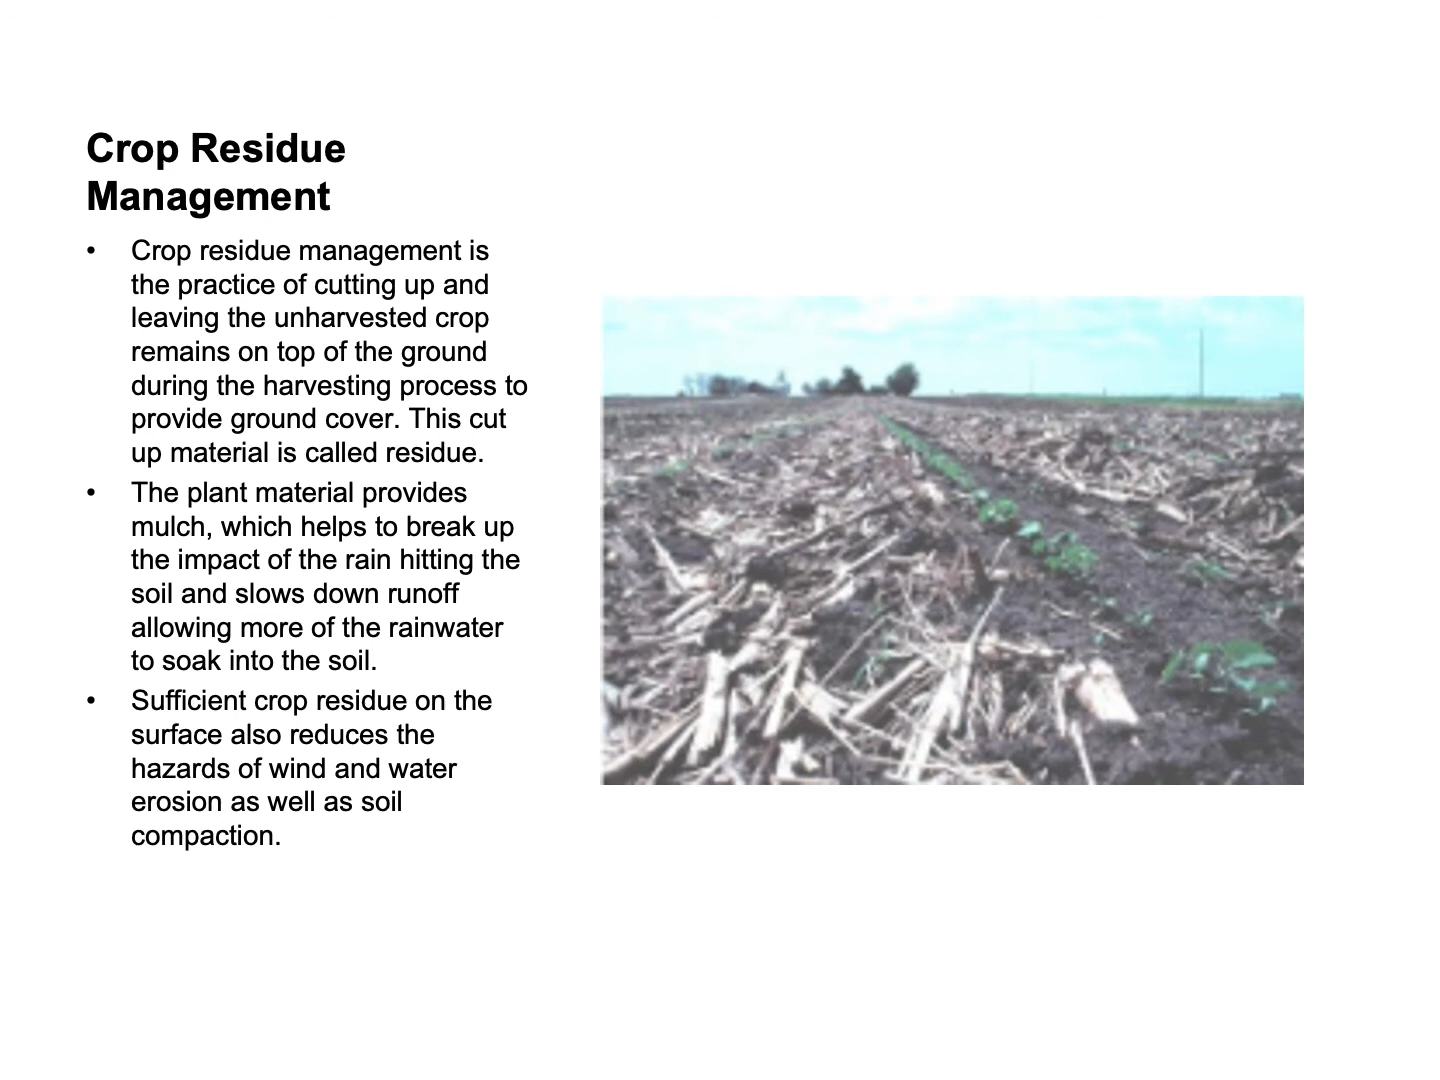 Crop Residue
Management
• Crop residue management is
the practice of cutting up and
leaving the unharvested crop
remains on top of the ground
during the harvesting process to
provide ground cover. This cut
up material is called residue.
• The plant material provides
mulch, which helps to break up
the impact of the rain hitting the
soil and slows down runoff
allowing more of the rainwater
to soak into the soil.
• Sufficient crop residue on the
surface also reduces the
hazards of wind and water
erosion as well as soil
compaction.